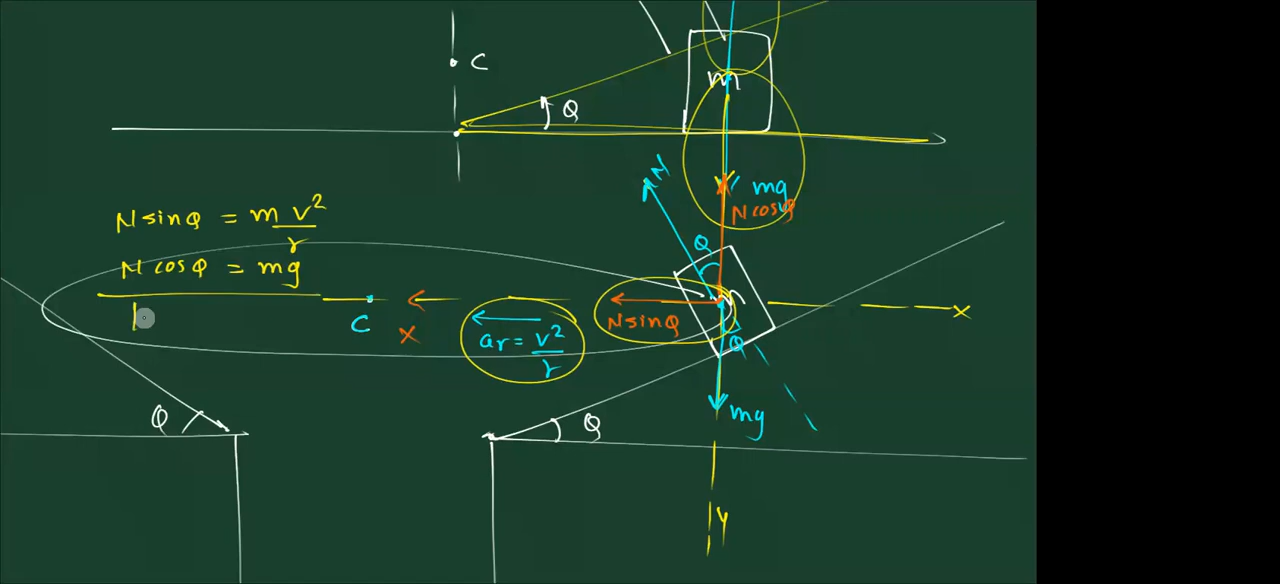 C
m
Q
N
mg
N cos φ
Q
N sin φ = m v²/r
N cos φ = mg
C
X
ar = v²/r
N sin φ
X
Q
mg
φ
Q
y